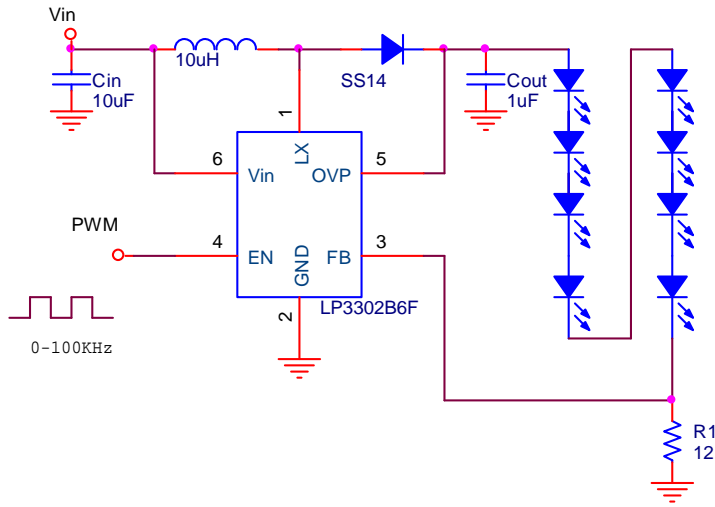 Vin
10uH
SS14
Cin
10uF
Cout
1uF
1
LX
6
Vin
OVP
5
PWM
4
EN
GND
FB
3
2
LP3302B6F
0-100KHz
R1
12